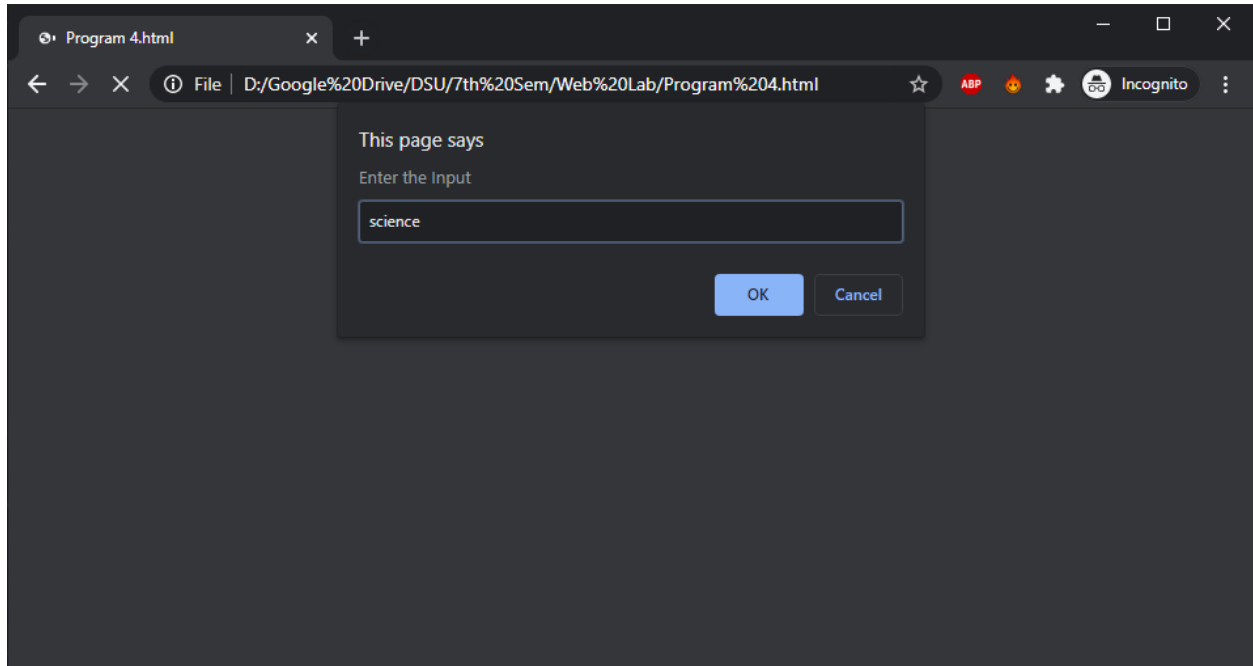 Program 4.html
File D:/Google%20Drive/DSU/7th%20Sem/Web%20Lab/Program%204.html ABP Incognito
This page says
Enter the Input
science
OK Cancel